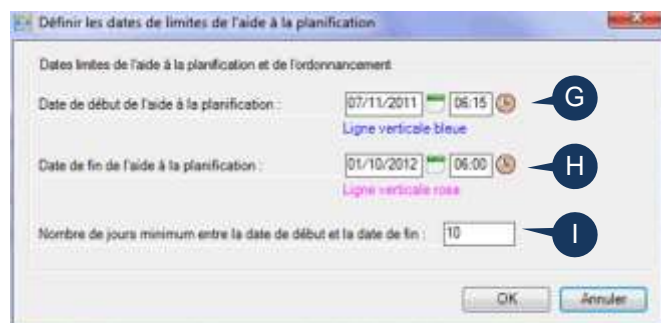 Définir les dates de limites de l'aide à la planification
Dates limites de l'aide à la planification et de l'ordonnancement
Date de début de l'aide à la planification : 07/11/2011 06:15 G
Ligne verticale bleue
Date de fin de l'aide à la planification : 01/10/2012 06:00 H
Ligne verticale rose
Nombre de jours minimum entre la date de début et la date de fin : 10 I
OK Annuler